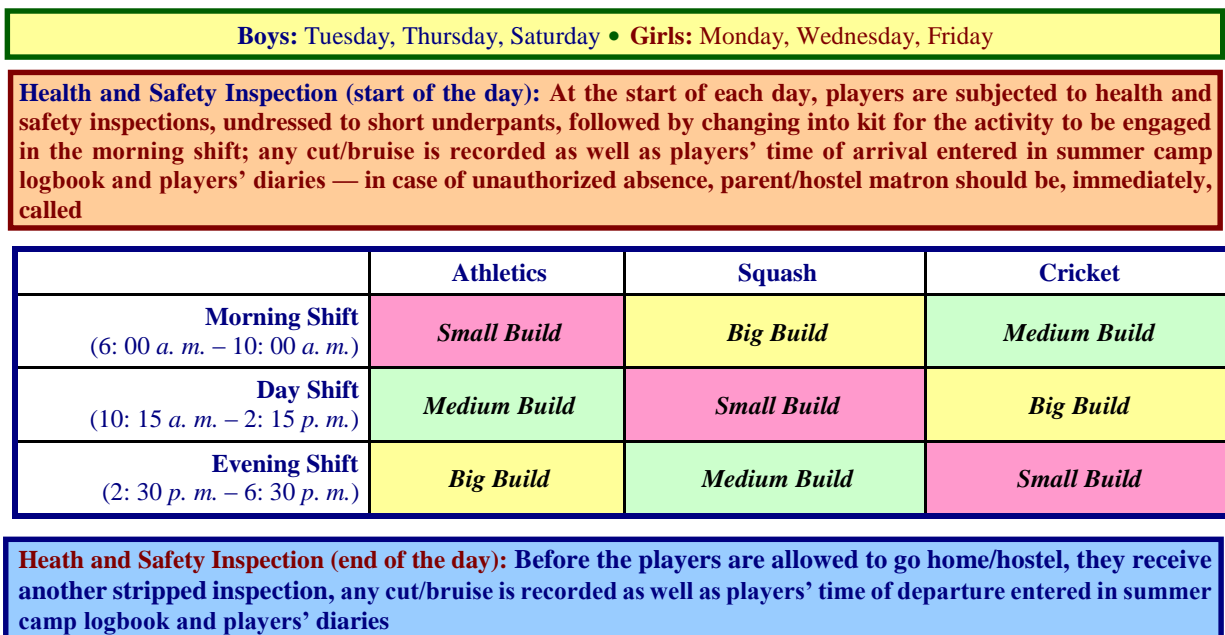 Boys: Tuesday, Thursday, Saturday • Girls: Monday, Wednesday, Friday
Health and Safety Inspection (start of the day): At the start of each day, players are subjected to health and
safety inspections, undressed to short underpants, followed by changing into kit for the activity to be engaged
in the morning shift; any cut/bruise is recorded as well as players' time of arrival entered in summer camp
logbook and players' diaries — in case of unauthorized absence, parent/hostel matron should be, immediately,
called
Athletics Squash Cricket
Morning Shift
(6: 00 a. m. – 10: 00 a. m.)
Small Build Big Build Medium Build
Day Shift
(10: 15 a. m. – 2: 15 p. m.)
Medium Build Small Build Big Build
Evening Shift
(2: 30 p. m. – 6: 30 p. m.)
Big Build Medium Build Small Build
Heath and Safety Inspection (end of the day): Before the players are allowed to go home/hostel, they receive
another stripped inspection, any cut/bruise is recorded as well as players' time of departure entered in summer
camp logbook and players' diaries